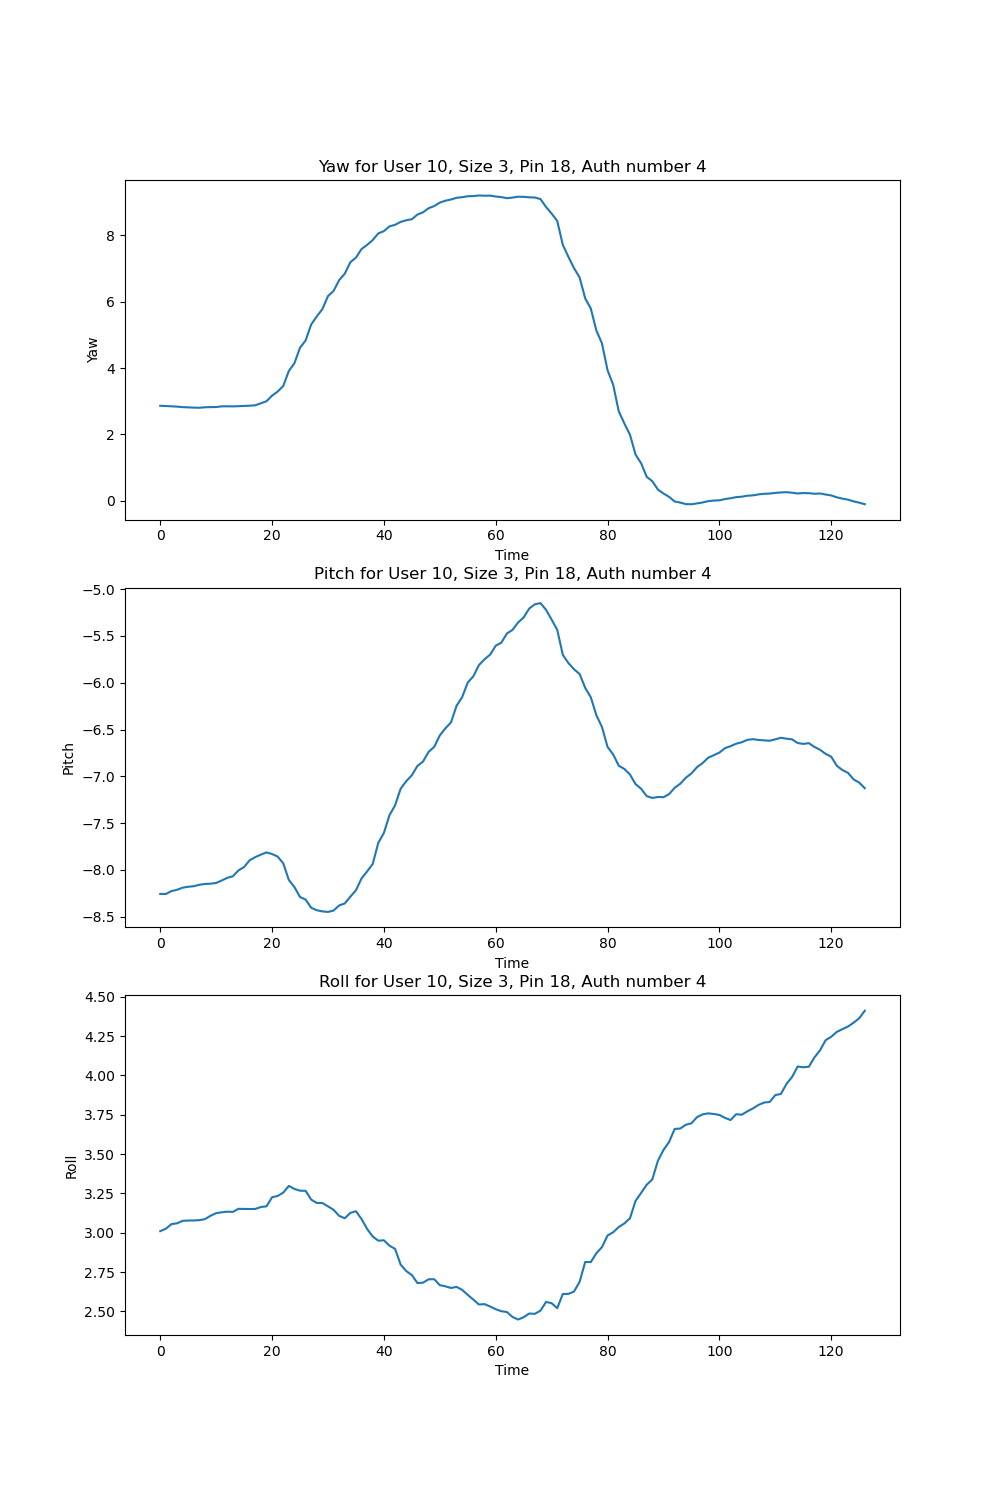 Yaw for User 10, Size 3, Pin 18, Auth number 4
8
6
4
2
0
Yaw
0 20 40 60 80 100 120
Time
Pitch for User 10, Size 3, Pin 18, Auth number 4
−5.0
−5.5
−6.0
−6.5
−7.0
−7.5
−8.0
−8.5
Pitch
0 20 40 60 80 100 120
Time
Roll for User 10, Size 3, Pin 18, Auth number 4
4.50
4.25
4.00
3.75
3.50
3.25
3.00
2.75
2.50
Roll
0 20 40 60 80 100 120
Time